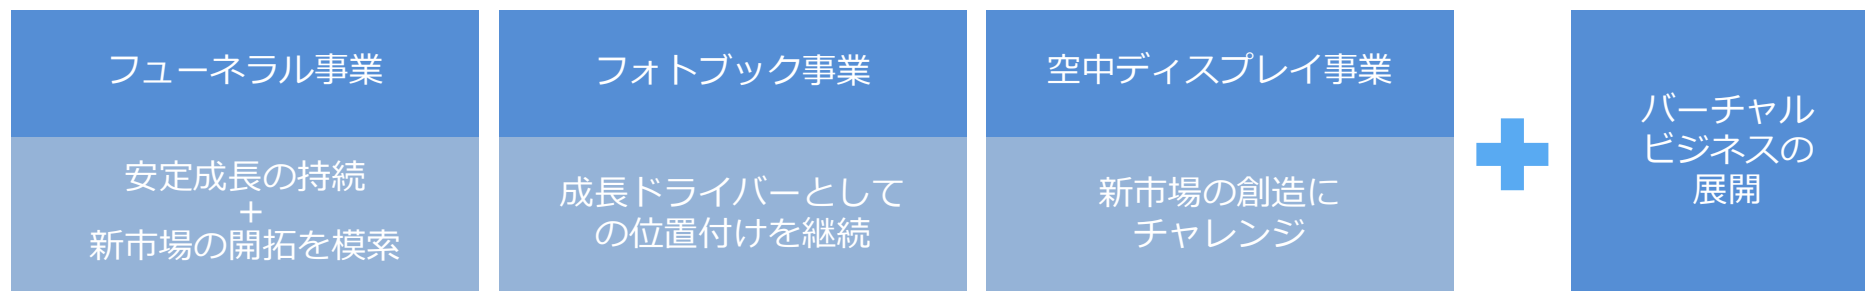 フューネラル事業
安定成長の持続
+
新市場の開拓を模索
フォトブック事業
成長ドライバーとして
の位置付けを継続
空中ディスプレイ事業
新市場の創造に
チャレンジ
バーチャル
ビジネスの
展開